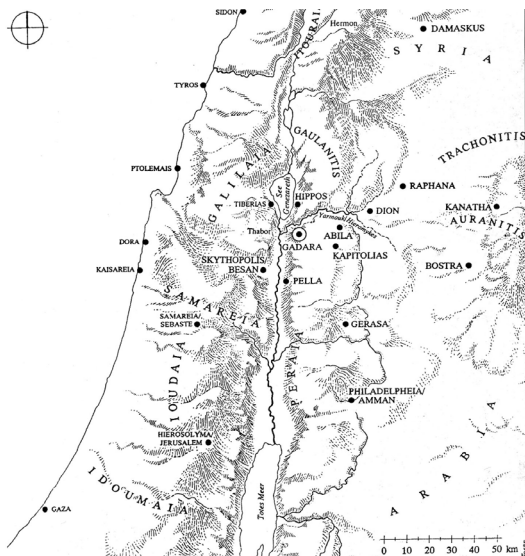 SIDON
Hermon
ITOURAIA
DAMASKUS
SYRIA
TYROS
GAULANITIS
TRACHONITIS
PTOLEMAIS
GALILAIA
RAPHANA
TIBERIAS
See
Genezareth
HIPPOS
DION
KANATHA
AURANITIS
Thabor
GADARA
ABILA
KAPITOLIAS
DORA
KAISAREIA
SKYTHOPOLIS/
BESAN
PELLA
BOSTRA
SAMAREIA
SAMAREIA/
SEBASTE
GERASA
IOUDAIA
PERAIA
PHILADELPHEIA/
AMMAN
HIEROSOLYMA/
JERUSALEM
ARABIA
IDOUMAIA
Totes Meer
GAZA
0 10 20 30 40 50
km